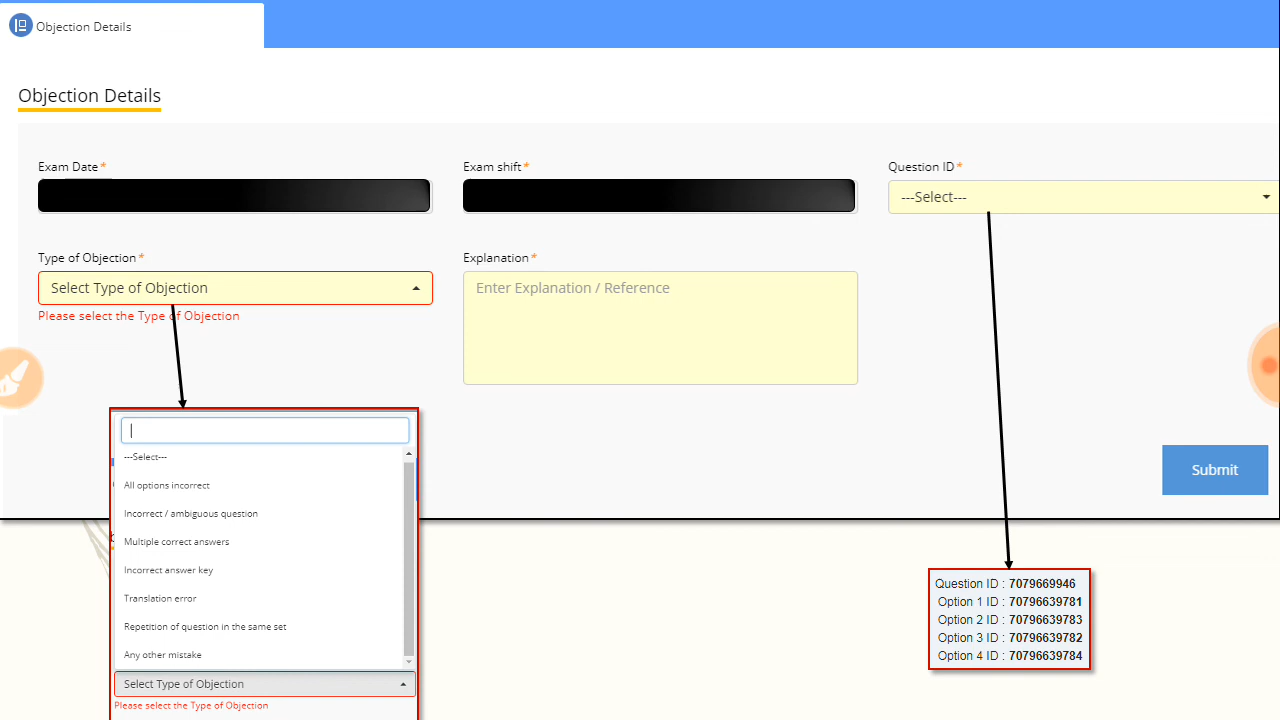 Objection Details
Objection Details
Exam Date*
Exam shift*
Question ID*
---Select---
Type of Objection*
Explanation*
Select Type of Objection
Enter Explanation / Reference
Please select the Type of Objection
---Select---
All options incorrect
Incorrect / ambiguous question
Multiple correct answers
Incorrect answer key
Translation error
Repetition of question in the same set
Any other mistake
Select Type of Objection
Please select the Type of Objection
Submit
Question ID : 7079669946
Option 1 ID : 70796639781
Option 2 ID : 70796639783
Option 3 ID : 70796639782
Option 4 ID : 70796639784